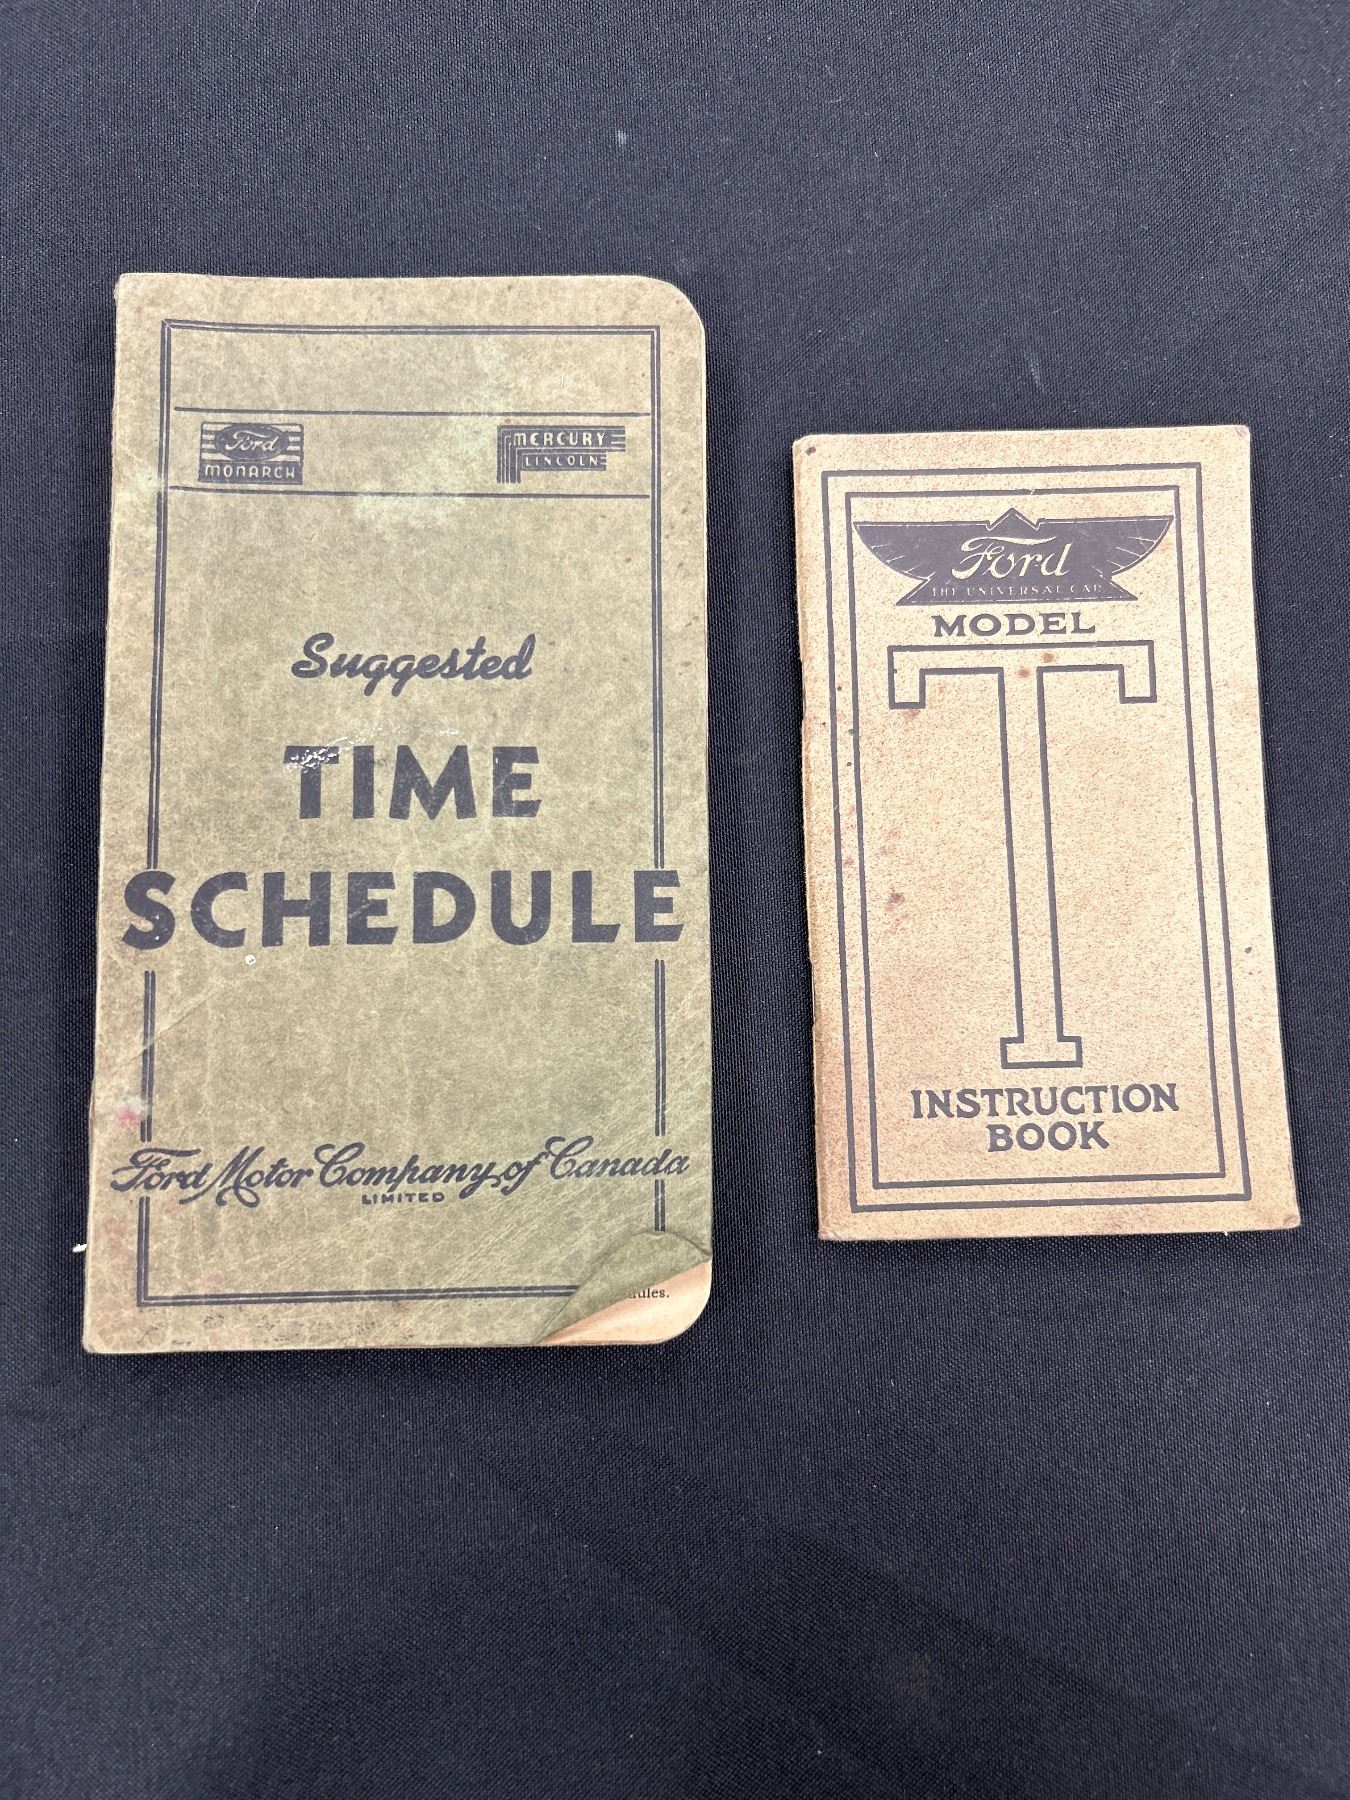 Ford
MONARCH
MERCURY
LINCOLN
Suggested
TIME
SCHEDULE
Ford Motor Company of Canada
LIMITED
Ford
THE UNIVERSAL CAR
MODEL
T
INSTRUCTION
BOOK